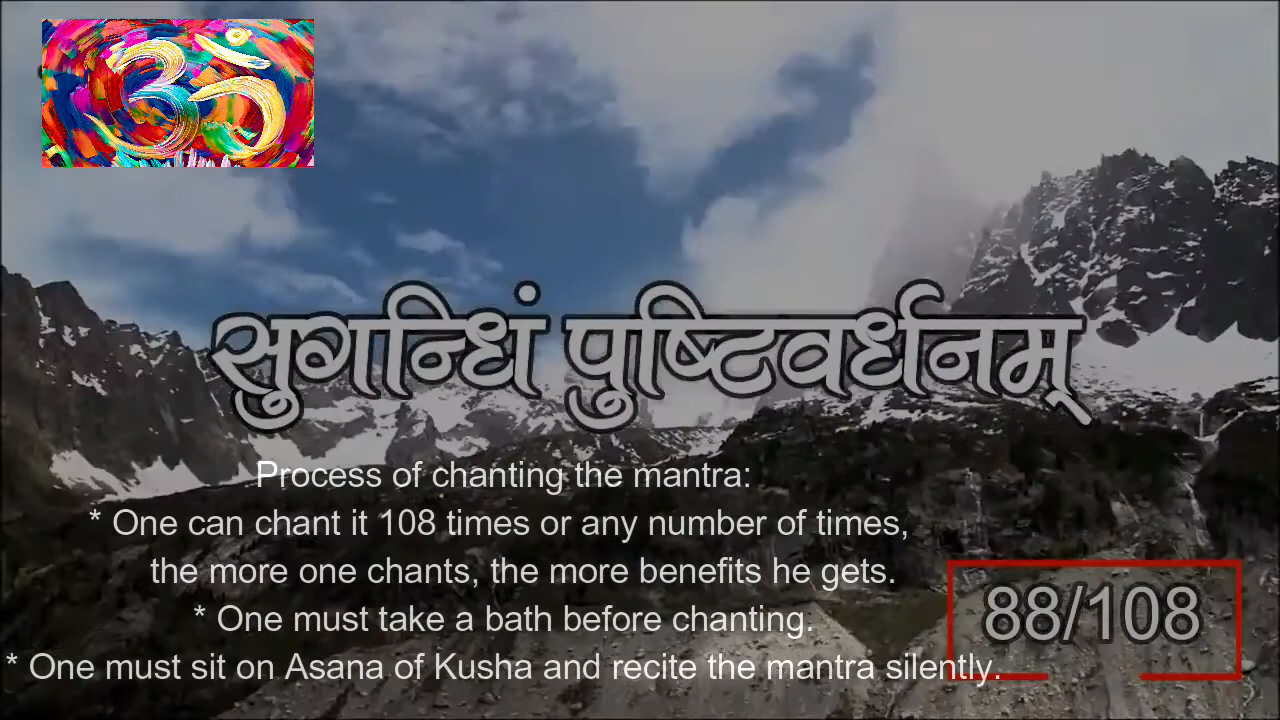 ॐ
सुगन्धिं पुष्टिवर्धनम्
Process of chanting the mantra:
* One can chant it 108 times or any number of times,
the more one chants, the more benefits he gets.
* One must take a bath before chanting.
88/108
* One must sit on Asana of Kusha and recite the mantra silently.